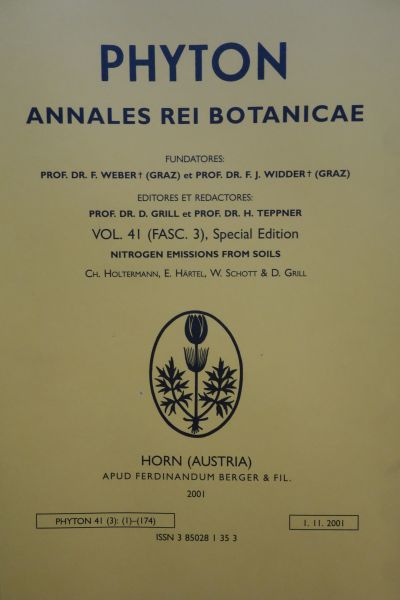 PHYTON
ANNALES REI BOTANICAE
FUNDATORES:
PROF. DR. F. WEBER † (GRAZ) et PROF. DR. F. J. WIDDER † (GRAZ)
EDITORES ET REDACTORES:
PROF. DR. D. GRILL et PROF. DR. H. TEPPNER
VOL. 41 (FASC. 3), Special Edition
NITROGEN EMISSIONS FROM SOILS
CH. HOLTERMANN, E. HÄRTEL, W. SCHOTT & D. GRILL
HORN (AUSTRIA)
APUD FERDINANDUM BERGER & FIL.
2001
PHYTON 41 (3): (1)–(174)
1. 11. 2001
ISSN 3 85028 1 35 3